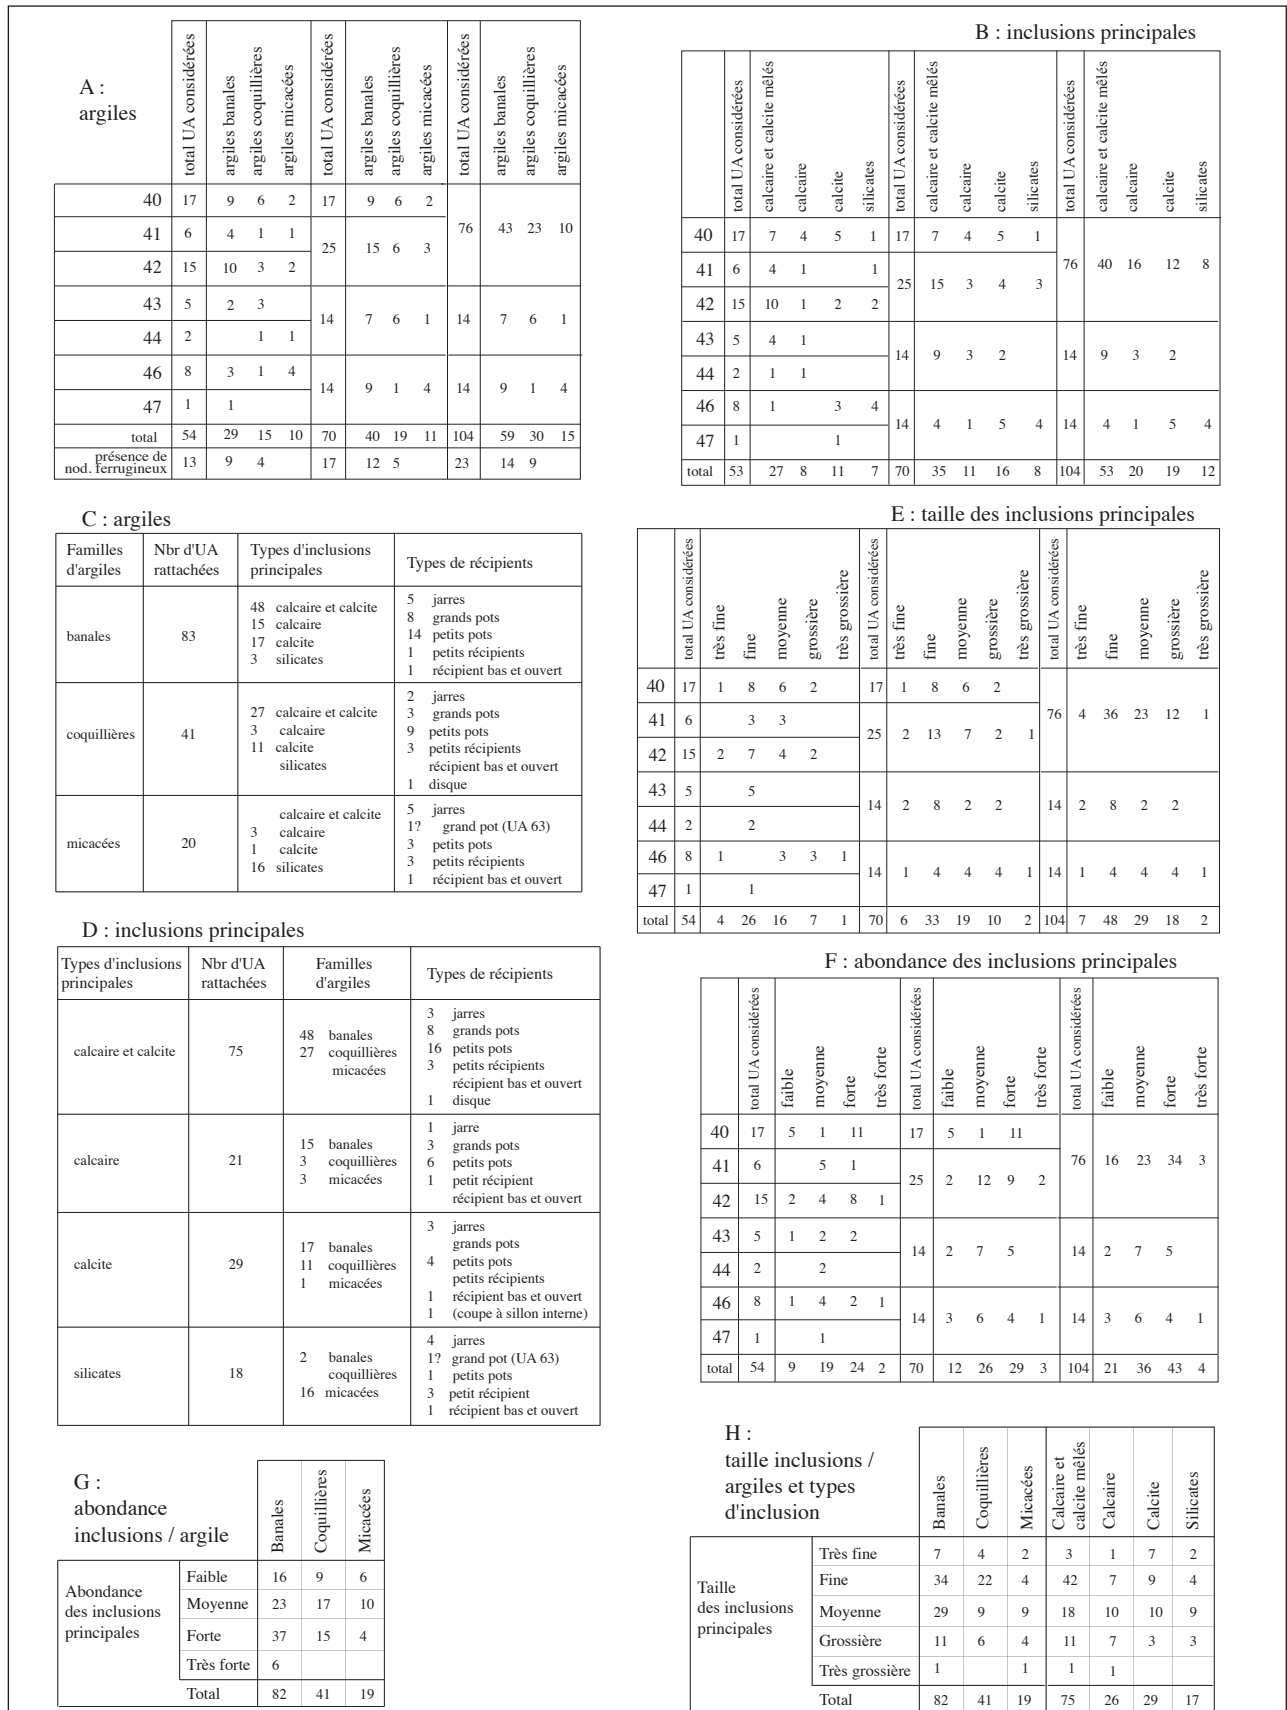 A :
argiles
total UA considérées argiles banales argiles coquillières argiles micacées total UA considérées argiles banales argiles coquillières argiles micacées total UA considérées argiles banales argiles coquillières argiles micacées
40 17 9 6 2 17 9 6 2
76 43 23 10
41 6 4 1 1
25 15 6 3
42 15 10 3 2
43 5 2 3
14 7 6 1 14 7 6 1
44 2 1 1
46 8 3 1 4
14 9 1 4 14 9 1 4
47 1 1
total 54 29 15 10 70 40 19 11 104 59 30 15
présence de
nod. ferrugineux 13 9 4 17 12 5 23 14 9
B : inclusions principales
total UA considérées calcaire et calcite mêlés calcaire calcite silicates total UA considérées calcaire et calcite mêlés calcaire calcite silicates total UA considérées calcaire et calcite mêlés calcaire calcite silicates
40 17 7 4 5 1 17 7 4 5 1
76 40 16 12 8
41 6 4 1 1
25 15 3 4 3
42 15 10 1 2 2
43 5 4 1
14 9 3 2 14 9 3 2
44 2 1 1
46 8 1 3 4
14 4 1 5 4 14 4 1 5 4
47 1 1
total 53 27 8 11 7 70 35 11 16 8 104 53 20 19 12
C : argiles
Familles d'argiles Nbr d'UA rattachées Types d'inclusions principales Types de récipients
banales 83
48 calcaire et calcite
15 calcaire
17 calcite
3 silicates
5 jarres
8 grands pots
14 petits pots
1 petits récipients
1 récipient bas et ouvert
coquillières 41
27 calcaire et calcite
3 calcaire
11 calcite
silicates
2 jarres
3 grands pots
9 petits pots
3 petits récipients
récipient bas et ouvert
1 disque
micacées 20
calcaire et calcite
3 calcaire
1 calcite
16 silicates
5 jarres
1? grand pot (UA 63)
3 petits pots
3 petits récipients
1 récipient bas et ouvert
E : taille des inclusions principales
total UA considérées très fine fine moyenne grossière très grossière total UA considérées très fine fine moyenne grossière très grossière total UA considérées très fine fine moyenne grossière très grossière
40 17 1 8 6 2 17 1 8 6 2
76 4 36 23 12 1
41 6 3 3
25 2 13 7 2 1
42 15 2 7 4 2
43 5 5
14 2 8 2 2 14 2 8 2 2
44 2 2
46 8 1 3 3 1
14 1 4 4 4 1 14 1 4 4 4 1
47 1 1
total 54 4 26 16 7 1 70 6 33 19 10 2 104 7 48 29 18 2
D : inclusions principales
Types d'inclusions principales Nbr d'UA rattachées Familles d'argiles Types de récipients
calcaire et calcite 75
48 banales
27 coquillières
micacées
3 jarres
8 grands pots
16 petits pots
3 petits récipients
récipient bas et ouvert
1 disque
calcaire 21
15 banales
3 coquillières
3 micacées
1 jarre
3 grands pots
6 petits pots
1 petit récipient
récipient bas et ouvert
calcite 29
17 banales
11 coquillières
1 micacées
3 jarres
grands pots
4 petits pots
petits récipients
1 récipient bas et ouvert
1 (coupe à sillon interne)
silicates 18
2 banales
coquillières
16 micacées
4 jarres
1? grand pot (UA 63)
1 petits pots
3 petit récipient
1 récipient bas et ouvert
F : abondance des inclusions principales
total UA considérées faible moyenne forte très forte total UA considérées faible moyenne forte très forte total UA considérées faible moyenne forte très forte
40 17 5 1 11 17 5 1 11
76 16 23 34 3
41 6 5 1
25 2 12 9 2
42 15 2 4 8 1
43 5 1 2 2
14 2 7 5 14 2 7 5
44 2 2
46 8 1 4 2 1
14 3 6 4 1 14 3 6 4 1
47 1 1
total 54 9 19 24 2 70 12 26 29 3 104 21 36 43 4
G :
abondance
inclusions / argile
Banales Coquillières Micacées
Abondance
des inclusions
principales
Faible 16 9 6
Moyenne 23 17 10
Forte 37 15 4
Très forte 6
Total 82 41 19
H :
taille inclusions /
argiles et types
d'inclusion
Banales Coquillières Micacées Calcaire et calcite mêlés Calcaire Calcite Silicates
Taille
des inclusions
principales
Très fine 7 4 2 3 1 7 2
Fine 34 22 4 42 7 9 4
Moyenne 29 9 9 18 10 10 9
Grossière 11 6 4 11 7 3 3
Très grossière 1 1 1 1
Total 82 41 19 75 26 29 17